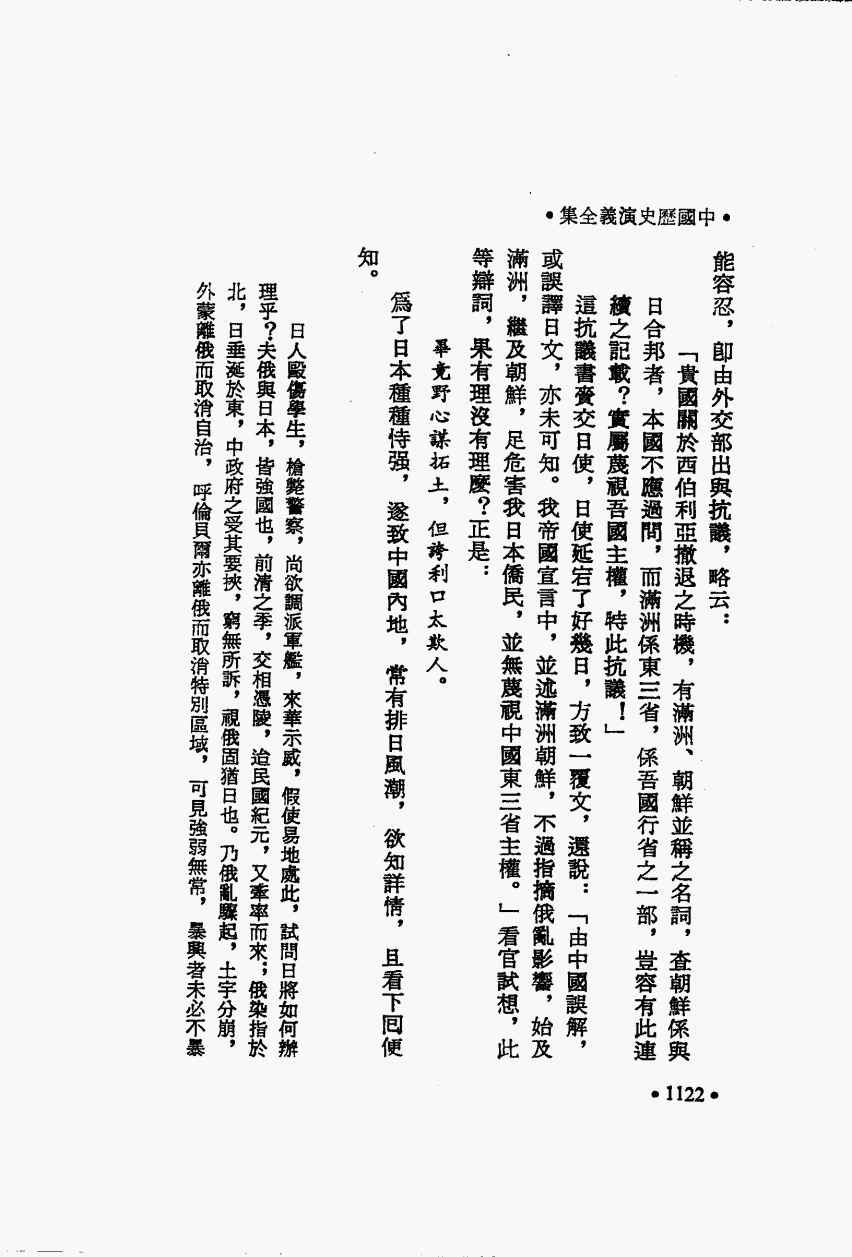 •中國歷史演義全集•
能容忍，卽由外交部出與抗議，略云：
「貴國關於西伯利亞撤退之時機，有滿洲、朝鮮並稱之名詞，查朝鮮係與
日合邦者，本國不應過問，而滿洲係東三省，係吾國行省之一部，豈容有此連
續之記載？實屬蔑視吾國主權，特此抗議！」
這抗議書賫交日使，日使延宕了好幾日，方致一覆文，還說：「由中國誤解，
或誤譯日文，亦未可知。我帝國宣言中，並述滿洲朝鮮，不過指摘俄亂影響，始及
滿洲，繼及朝鮮，足危害我日本僑民，並無蔑視中國東三省主權。」看官試想，此
等辯詞，果有理沒有理麼？正是：
畢竟野心謀拓土，但誇利口太欺人。
爲了日本種種恃强，遂致中國內地，常有排日風潮，欲知詳情，且看下囘便
知。
日人毆傷學生，槍斃警察，尚欲調派軍艦，來華示威，假使易地處此，試問日將如何辦
理乎？夫俄與日本，皆強國也，前清之季，交相憑陵，迨民國紀元，又牽率而來；俄染指於
北，日垂涎於東，中政府之受其要挾，窮無所訴，視俄固猶日也。乃俄亂驟起，土宇分崩，
外蒙離俄而取消自治，呼倫貝爾亦離俄而取消特別區域，可見強弱無常，暴興者未必不暴
•1122•